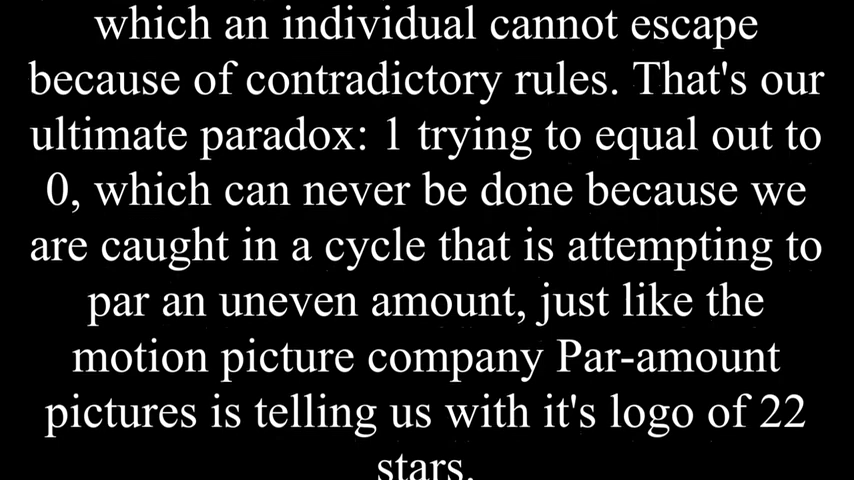 which an individual cannot escape
because of contradictory rules. That's our
ultimate paradox: 1 trying to equal out to
0, which can never be done because we
are caught in a cycle that is attempting to
par an uneven amount, just like the
motion picture company Par-amount
pictures is telling us with it's logo of 22
stars.